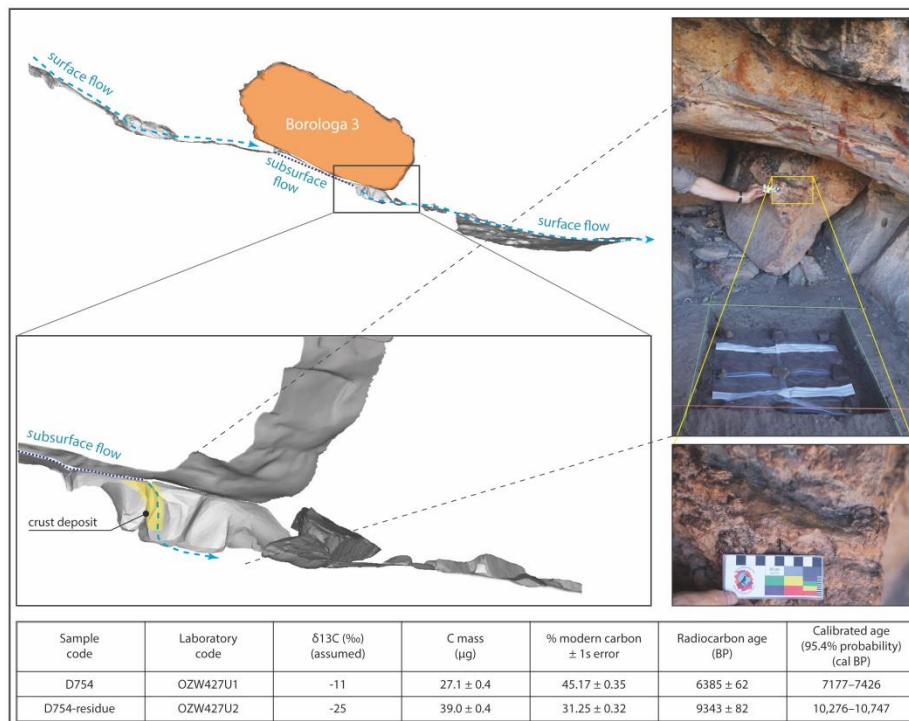 surface flow
Borologa 3
subsurface
flow
surface flow
subsurface flow
crust deposit
Sample
code
Laboratory
code
δ13C (‰)
(assumed)
C mass
(µg)
% modern carbon
± 1s error
Radiocarbon age
(BP)
Calibrated age
(95.4% probability)
(cal BP)
D754
OZW427U1
-11
27.1 ± 0.4
45.17 ± 0.35
6385 ± 62
7177–7426
D754-residue
OZW427U2
-25
39.0 ± 0.4
31.25 ± 0.32
9343 ± 82
10,276–10,747